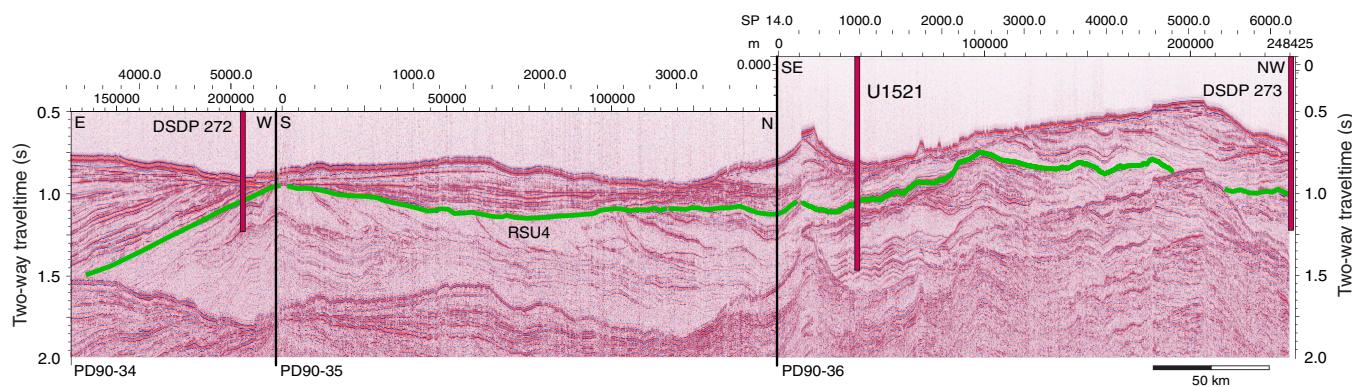 SP 14.0 1000.0 2000.0 3000.0 4000.0 5000.0 6000.0
m 0 100000 200000 248425
4000.0 5000.0 1000.0 2000.0 3000.0
150000 200000 0 50000 100000
0.000 SE NW 0
U1521 DSDP 273
0.5 E DSDP 272 W S N 0.5
1.0 1.0
RSU4
1.5 1.5
2.0 2.0
Two-way traveltime (s)
Two-way traveltime (s)
PD90-34 PD90-35 PD90-36
50 km